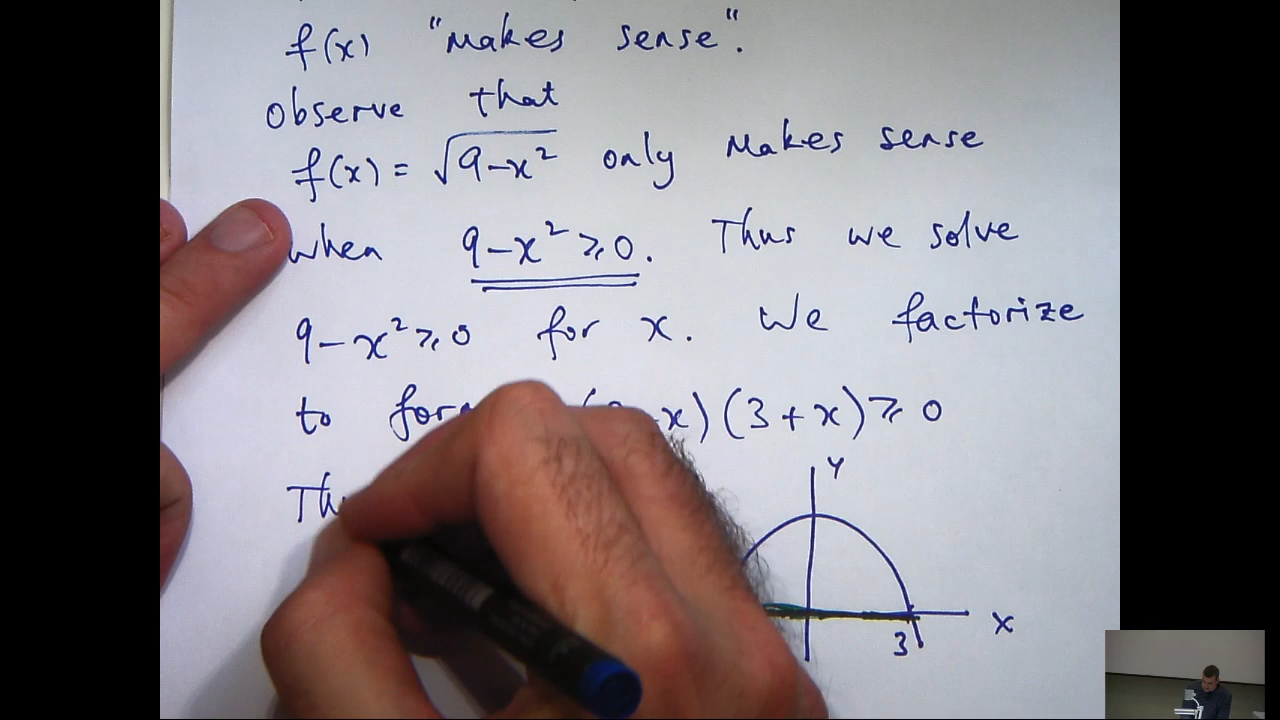 f(x) "makes sense".
observe that
f(x) = √(9-x²) only makes sense
when 9-x² ⩾ 0. Thus we solve
9-x² ⩾ 0 for x. We factorize
to x)(3+x) ⩾ 0
y
x
3